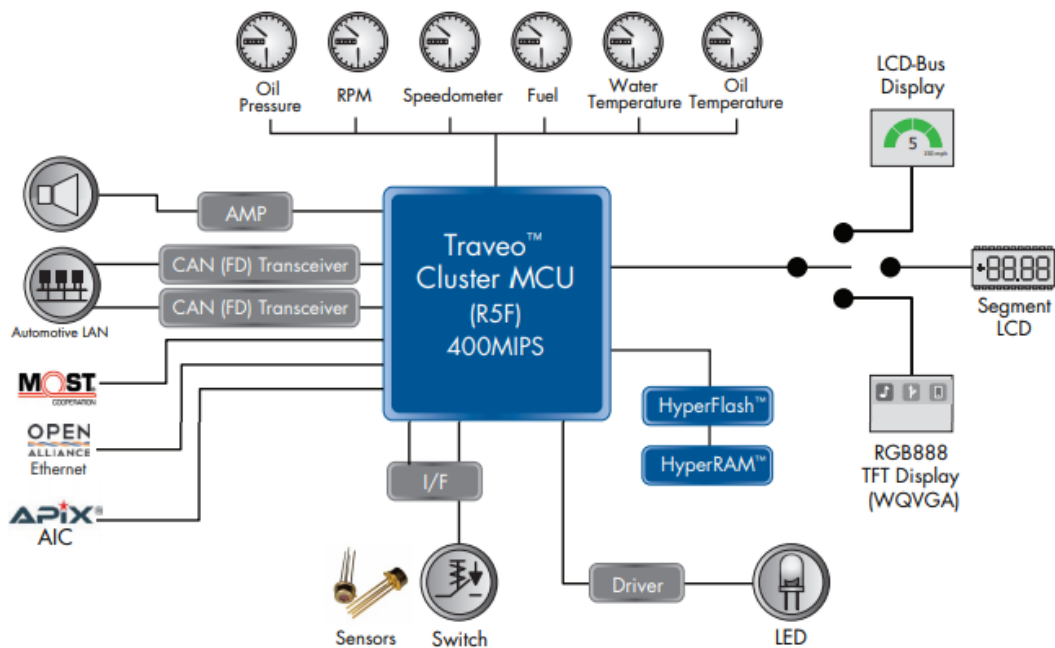 Oil
Pressure
RPM
Speedometer
Fuel
Water
Temperature
Oil
Temperature
LCD-Bus
Display
5
AMP
CAN (FD) Transceiver
CAN (FD) Transceiver
Automotive LAN
Traveo™
Cluster MCU
(R5F)
400MIPS
88.88
Segment
LCD
MOST®
COOPERATION
OPEN
ALLIANCE
Ethernet
APIX®
AIC
HyperFlash™
HyperRAM™
RGB888
TFT Display
(WQVGA)
I/F
Sensors
Switch
Driver
LED